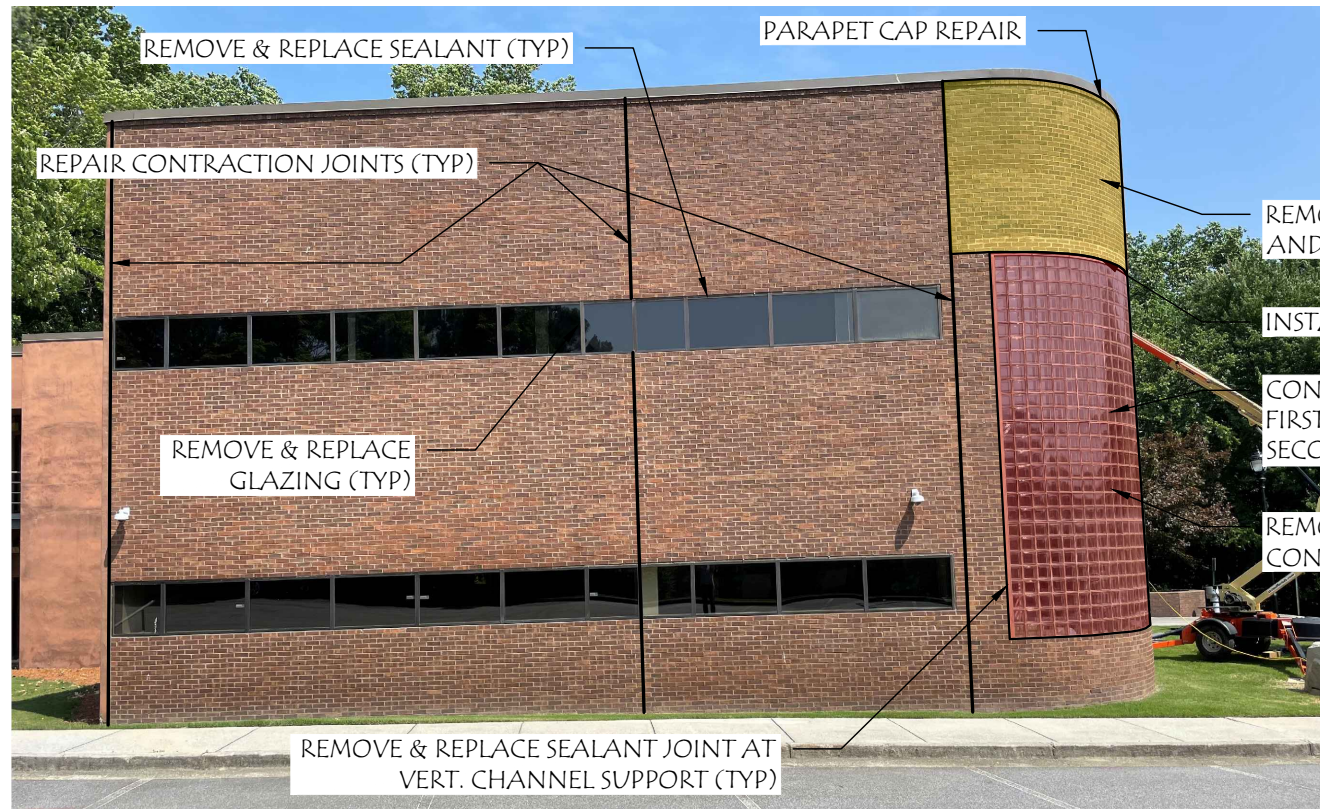 REMOVE & REPLACE SEALANT (TYP)
PARAPET CAP REPAIR
REPAIR CONTRACTION JOINTS (TYP)
AND
REMOVE & REPLACE
GLAZING (TYP)
REMOVE & REPLACE SEALANT JOINT AT
VERT. CHANNEL SUPPORT (TYP)